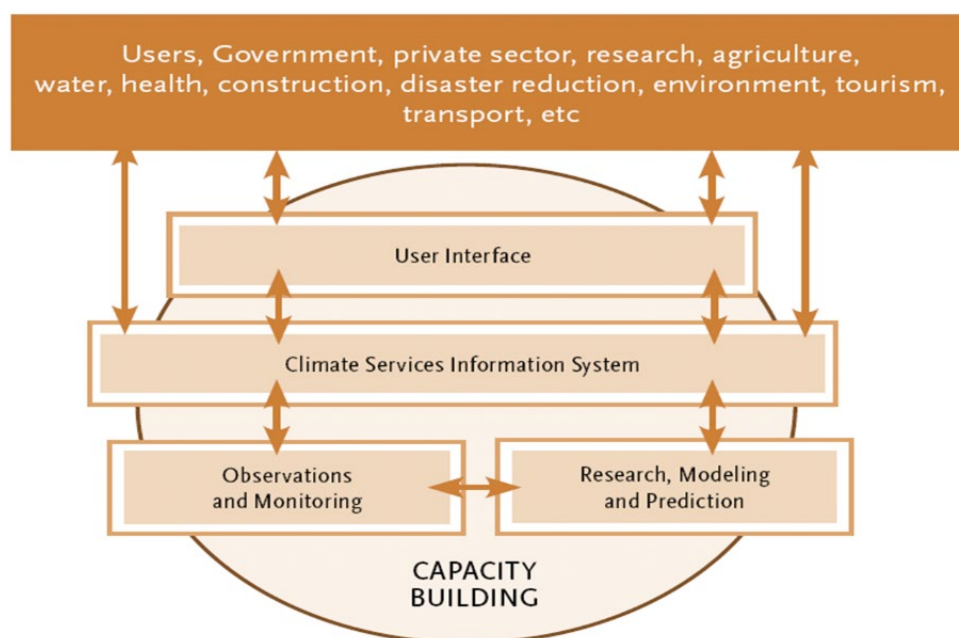 Users, Government, private sector, research, agriculture,
water, health, construction, disaster reduction, environment, tourism,
transport, etc
User Interface
Climate Services Information System
Observations
and Monitoring
Research, Modeling
and Prediction
CAPACITY
BUILDING